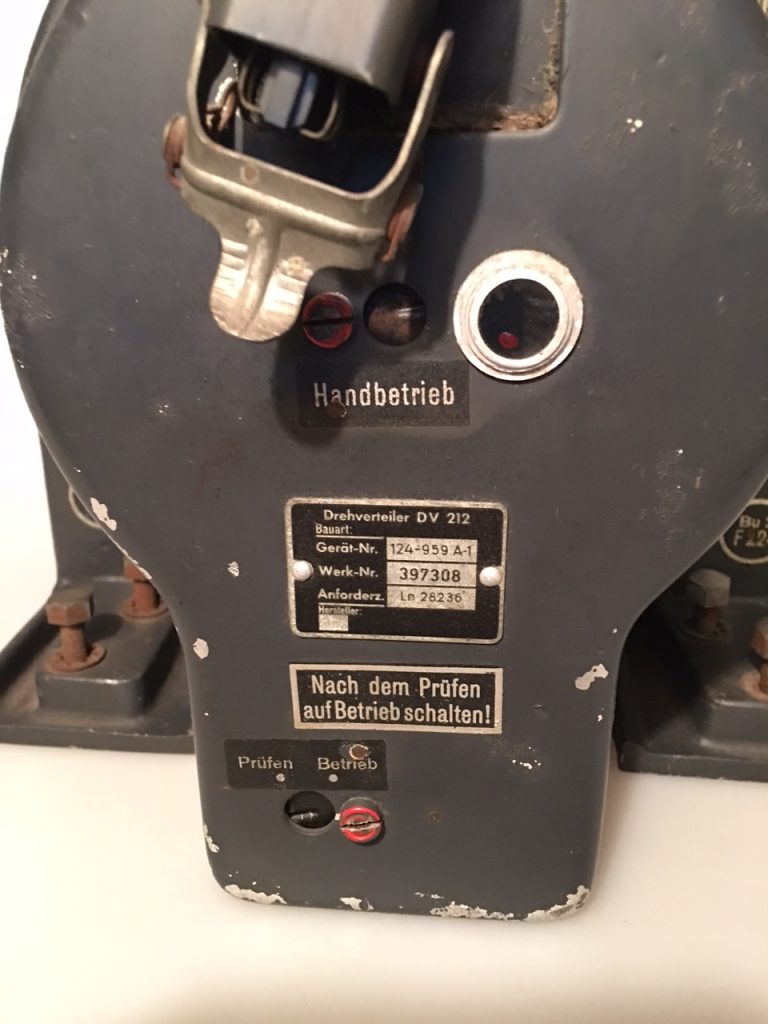 Handbetrieb
Drehverteiler DV 212
Bauart:
Gerät-Nr. 124-959 A-1
Werk-Nr. 397308
Anforderz. Ln 28236
Hersteller:
Nach dem Prüfen
auf Betrieb schalten!
Prüfen Betrieb
Bu